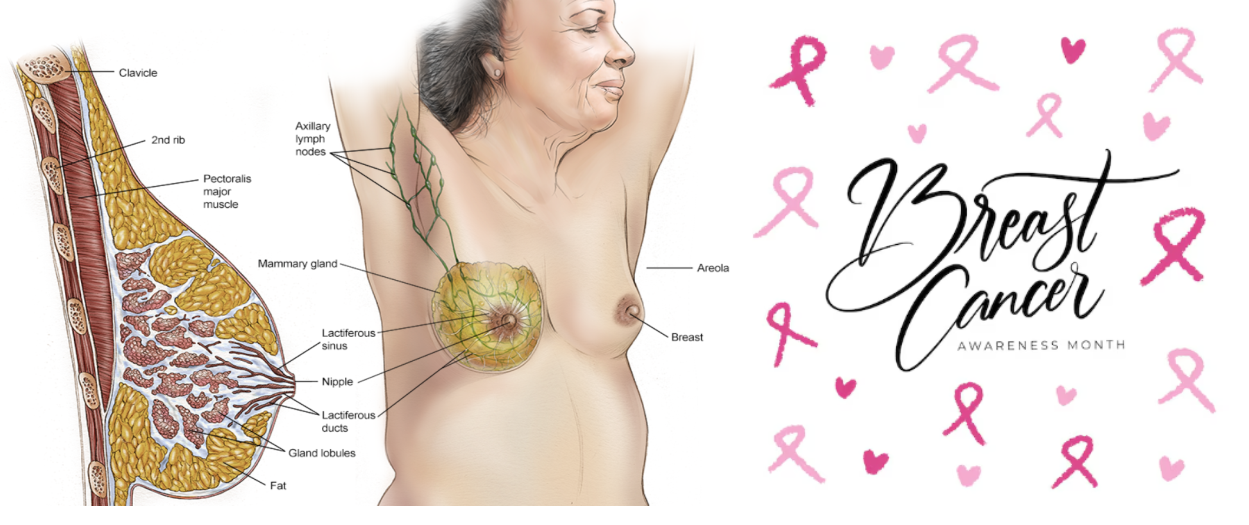 Clavicle
2nd rib
Pectoralis
major
muscle
Axillary
lymph
nodes
Mammary gland
Lactiferous
sinus
Nipple
Lactiferous
ducts
Gland lobules
Fat
Areola
Breast
Breast
Cancer
AWARENESS MONTH